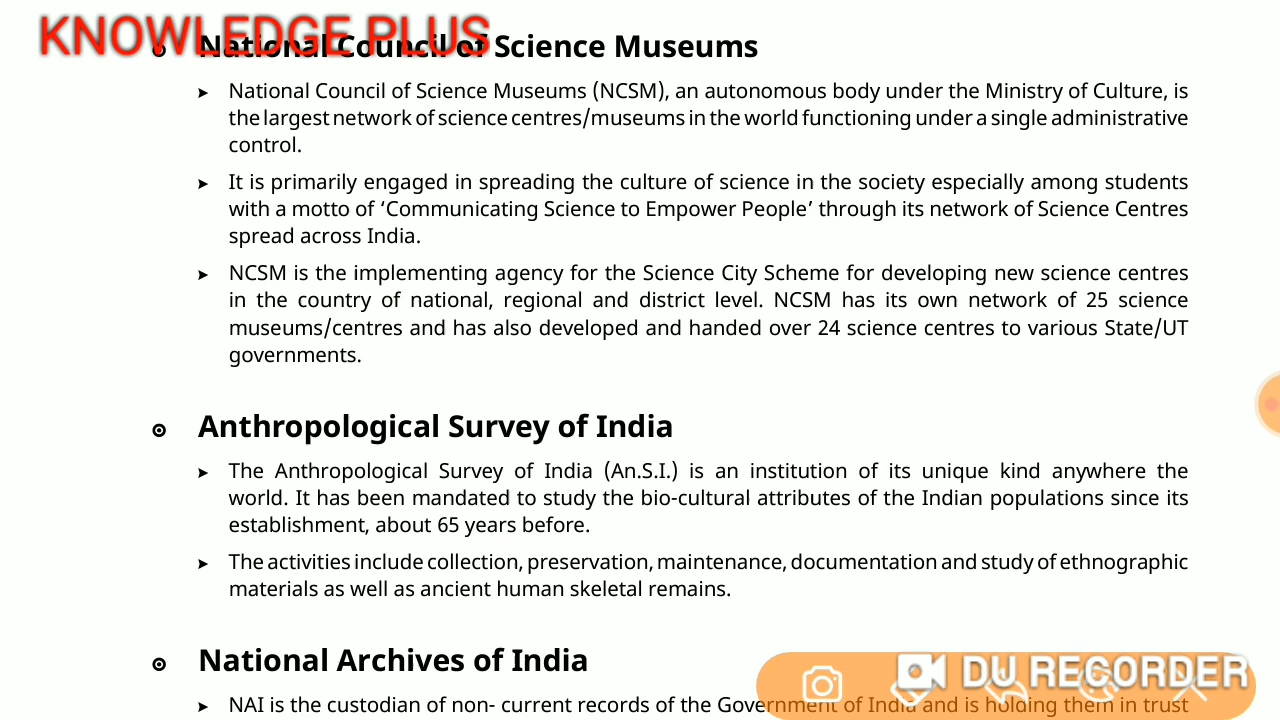 KNOWLEDGE PLUS
National Council of Science Museums
➤ National Council of Science Museums (NCSM), an autonomous body under the Ministry of Culture, is
the largest network of science centres/museums in the world functioning under a single administrative
control.
➤ It is primarily engaged in spreading the culture of science in the society especially among students
with a motto of ‘Communicating Science to Empower People’ through its network of Science Centres
spread across India.
➤ NCSM is the implementing agency for the Science City Scheme for developing new science centres
in the country of national, regional and district level. NCSM has its own network of 25 science
museums/centres and has also developed and handed over 24 science centres to various State/UT
governments.
Anthropological Survey of India
➤ The Anthropological Survey of India (An.S.I.) is an institution of its unique kind anywhere the
world. It has been mandated to study the bio-cultural attributes of the Indian populations since its
establishment, about 65 years before.
➤ The activities include collection, preservation, maintenance, documentation and study of ethnographic
materials as well as ancient human skeletal remains.
National Archives of India
➤ NAI is the custodian of non- current records of the Government of India and is holding them in trust
DU RECORDER